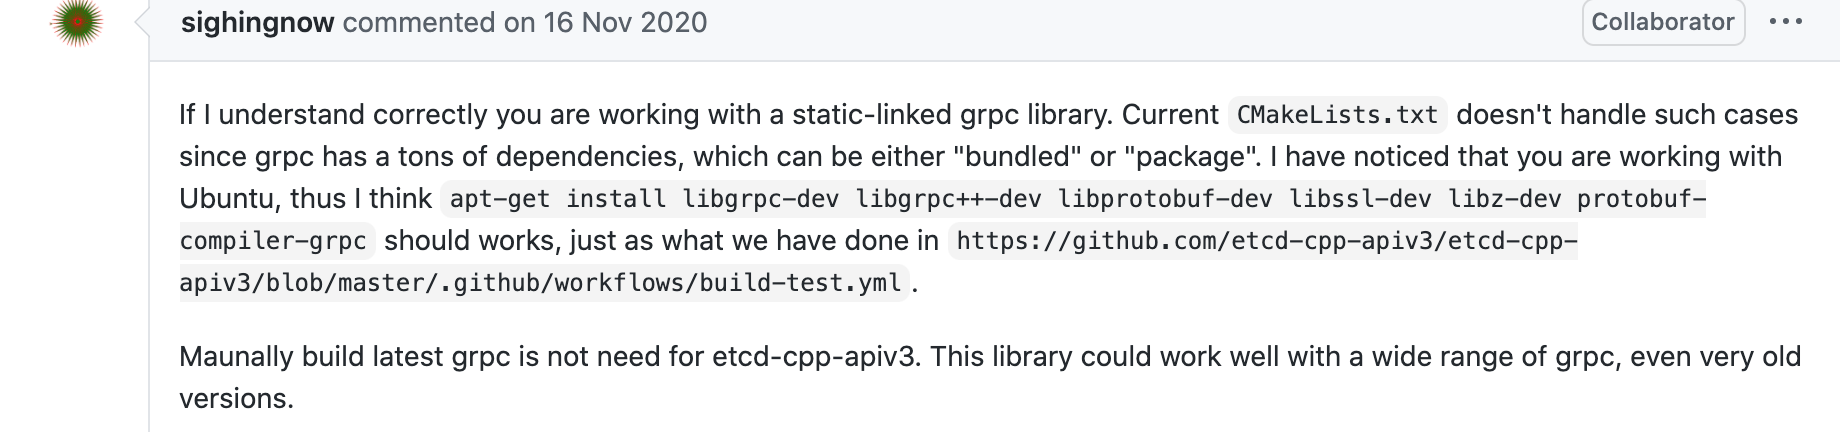 sighingnow commented on 16 Nov 2020
Collaborator
If I understand correctly you are working with a static-linked grpc library. Current CMakeLists.txt doesn't handle such cases
since grpc has a tons of dependencies, which can be either "bundled" or "package". I have noticed that you are working with
Ubuntu, thus I think apt-get install libgrpc-dev libgrpc++-dev libprotobuf-dev libssl-dev libz-dev protobuf-
compiler-grpc should works, just as what we have done in https://github.com/etcd-cpp-apiv3/etcd-cpp-
apiv3/blob/master/.github/workflows/build-test.yml.
Maunally build latest grpc is not need for etcd-cpp-apiv3. This library could work well with a wide range of grpc, even very old
versions.